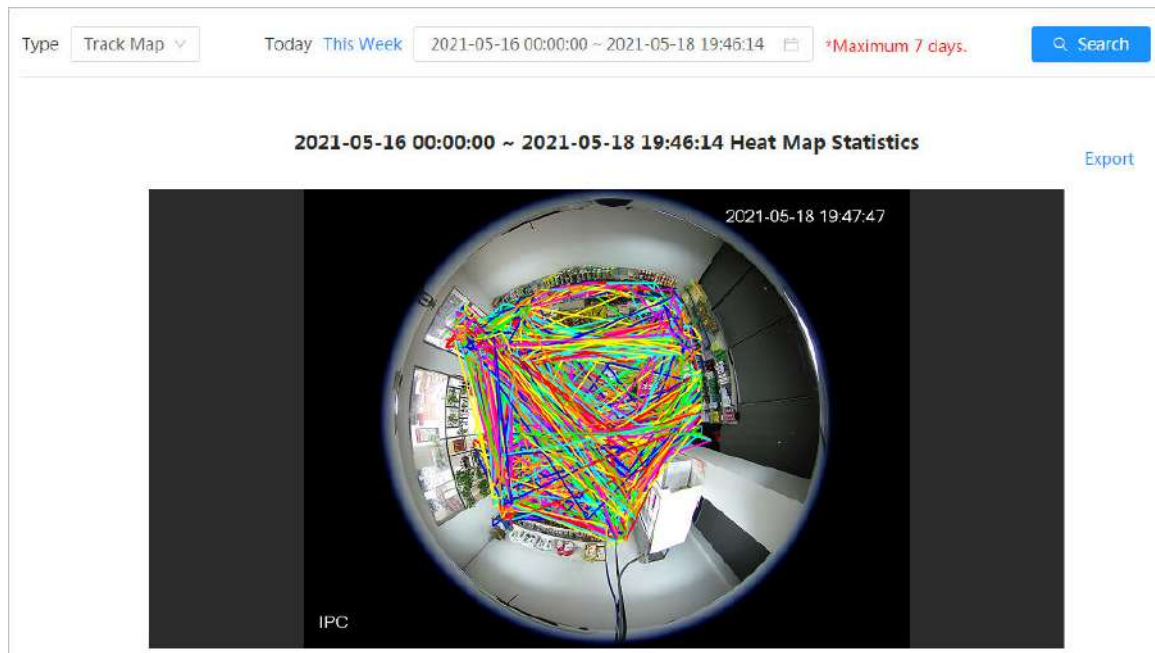 Type Track Map Today This Week 2021-05-16 00:00:00 ~ 2021-05-18 19:46:14 *Maximum 7 days. Search
2021-05-16 00:00:00 ~ 2021-05-18 19:46:14 Heat Map Statistics
Export
2021-05-18 19:47:47
IPC